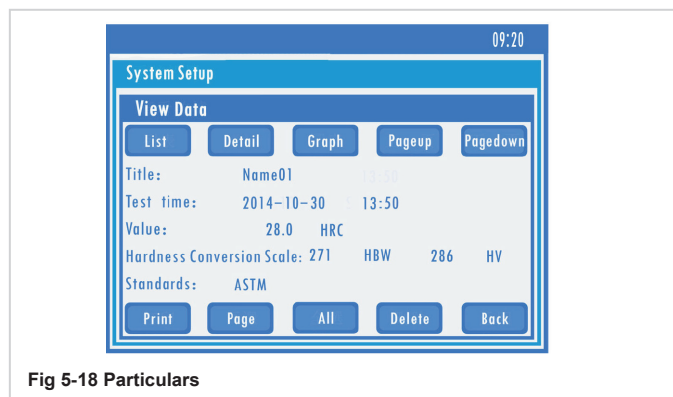 09:20
System Setup
View Data
List Detail Graph Pageup Pagedown
Title: Name01 13:50
Test time: 2014-10-30 13:50
Value: 28.0 HRC
Hardness Conversion Scale: 271 HBW 286 HV
Standards: ASTM
Print Page All Delete Back
Fig 5-18 Particulars